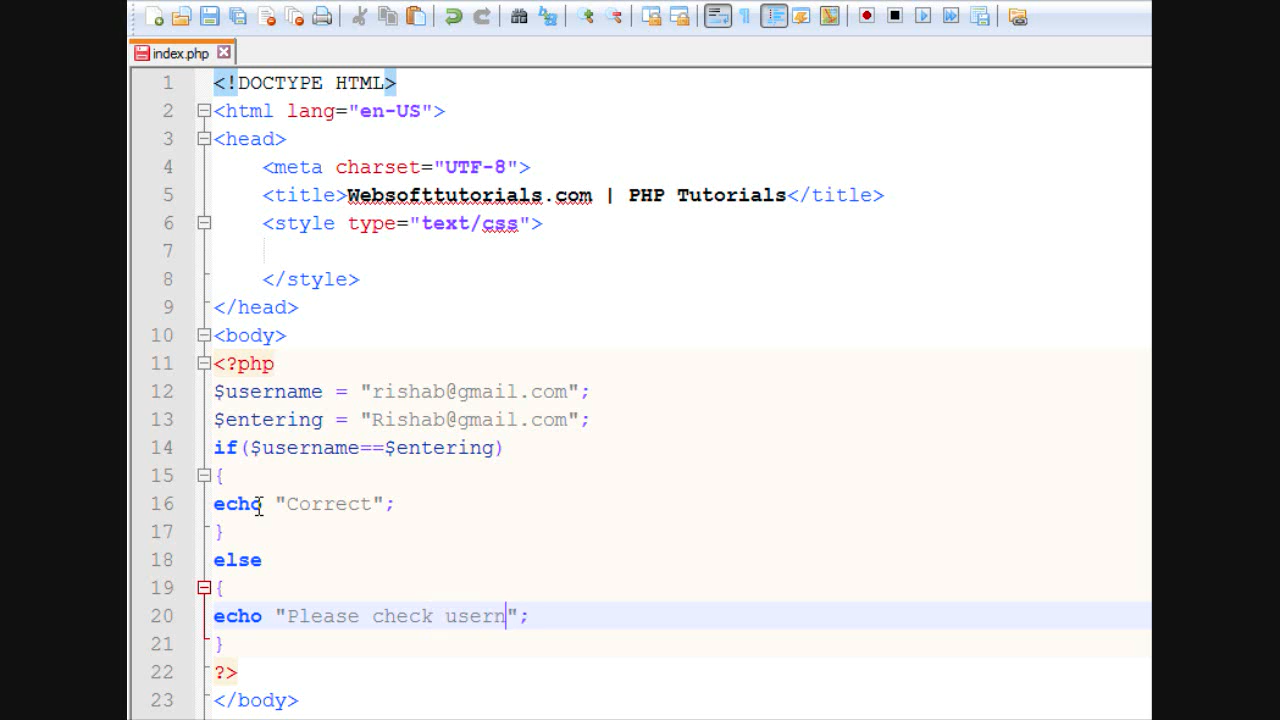 index.php
1 <!DOCTYPE HTML>
2 <html lang="en-US">
3 <head>
4 <meta charset="UTF-8">
5 <title>Websofttutorials.com | PHP Tutorials</title>
6 <style type="text/css">
7
8 </style>
9 </head>
10 <body>
11 <?php
12 $username = "rishab@gmail.com";
13 $entering = "Rishab@gmail.com";
14 if($username==$entering)
15 {
16 echo "Correct";
17 }
18 else
19 {
20 echo "Please check usern";
21 }
22 ?>
23 </body>